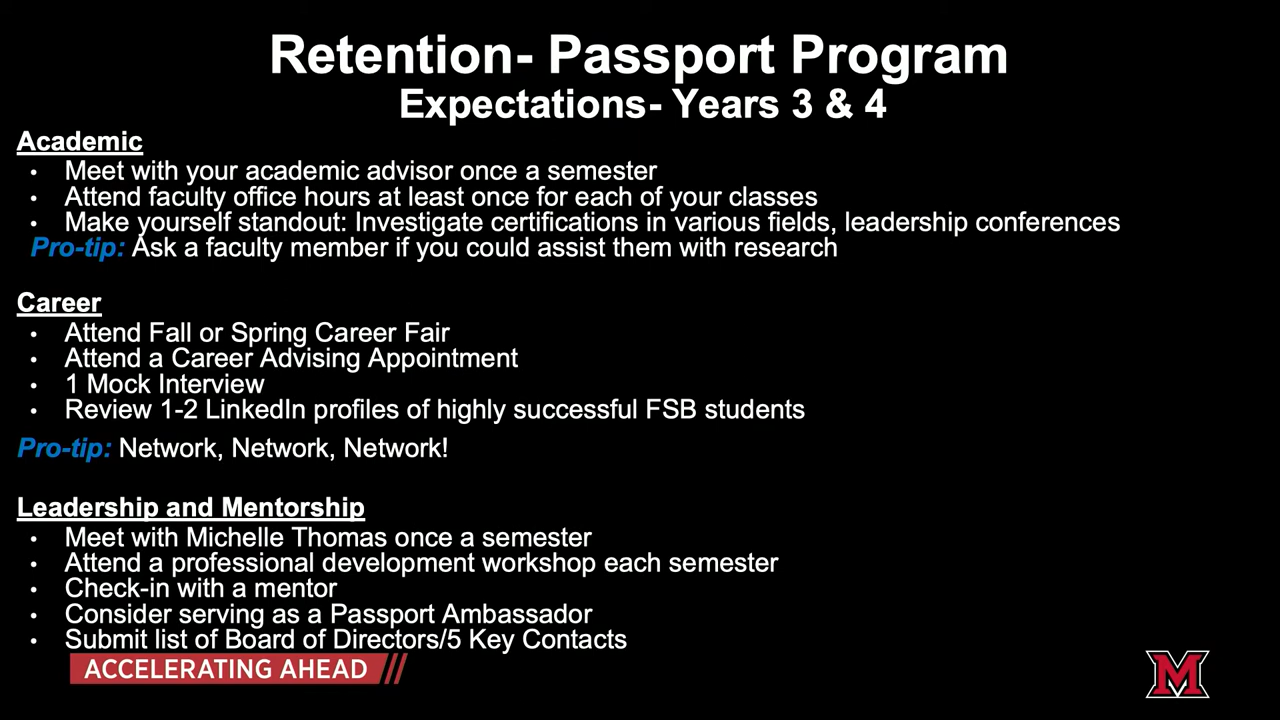 Retention- Passport Program
Expectations- Years 3 & 4
Academic
• Meet with your academic advisor once a semester
• Attend faculty office hours at least once for each of your classes
• Make yourself standout: Investigate certifications in various fields, leadership conferences
Pro-tip: Ask a faculty member if you could assist them with research
Career
• Attend Fall or Spring Career Fair
• Attend a Career Advising Appointment
• 1 Mock Interview
• Review 1-2 LinkedIn profiles of highly successful FSB students
Pro-tip: Network, Network, Network!
Leadership and Mentorship
• Meet with Michelle Thomas once a semester
• Attend a professional development workshop each semester
• Check-in with a mentor
• Consider serving as a Passport Ambassador
• Submit list of Board of Directors/5 Key Contacts
ACCELERATING AHEAD
M